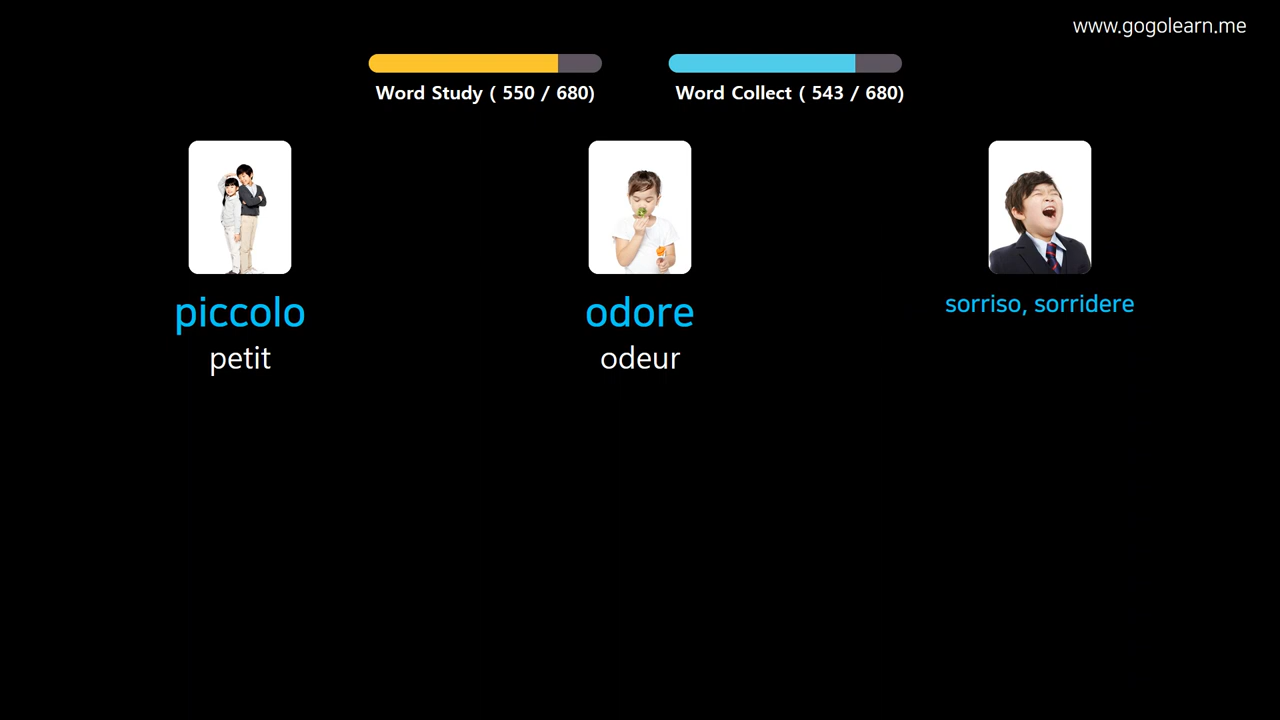 www.gogolearn.me
Word Study ( 550 / 680)
Word Collect ( 543 / 680)
piccolo
petit
odore
odeur
sorriso, sorridere